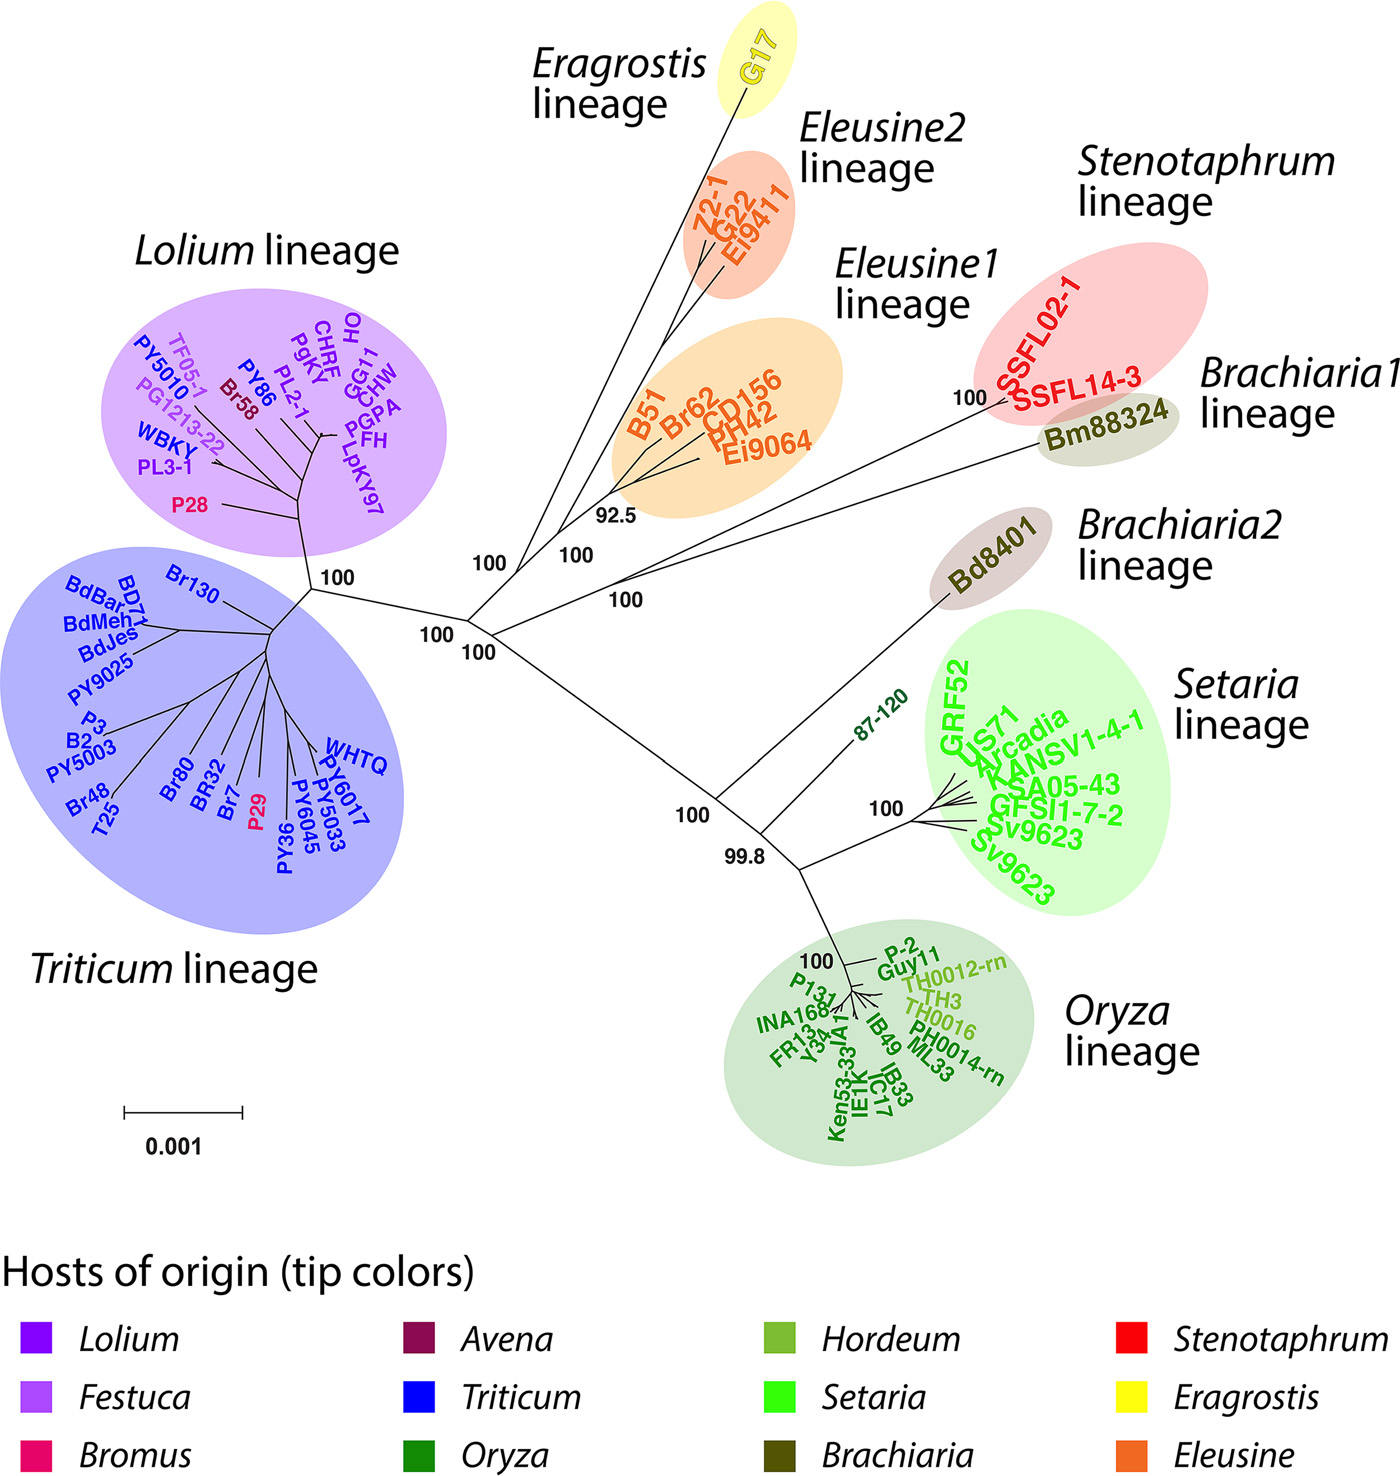 Eragrostis
lineage
G17
Eleusine2
lineage
Z2-1
G22
Ei9411
Stenotaphrum
lineage
SSFL02-1
SSFL14-3
100
Eleusine1
lineage
B51
Br62
CD156
PH42
Ei9064
92.5
Brachiaria1
lineage
Bm88324
Lolium lineage
PY5010
TF05-1
PG1213-22
WBKY
PL3-1
P28
Br58
PY86
PL2-1
PgKY
CHRF
HO
GG11
CHW
GPA
FH
LpKY97
100
100
100
100
100
100
Brachiaria2
lineage
Bd8401
87-120
Setaria
lineage
GRF52
US71
Arcadia
KANSV1-4-1
SA05-43
GFSI1-7-2
Sv9623
Sv9623
100
100
99.8
Br130
BdBar
BD71
BdMeh
BdJes
PY9025
P3
B2
PY5003
Br48
T25
Br80
BR32
Br7
P29
PY36
PY6045
PY5033
PY6017
WHTQ
Triticum lineage
100
P-2
Guy11
TH0012-rn
TH3
TH0016
PH0014-rn
ML33
IB49
IB33
IC17
IE1K
Ken53-33
IA1
Y34
FR13
INA168
P131
Oryza
lineage
0.001
Hosts of origin (tip colors)
Lolium
Avena
Hordeum
Stenotaphrum
Festuca
Triticum
Setaria
Eragrostis
Bromus
Oryza
Brachiaria
Eleusine